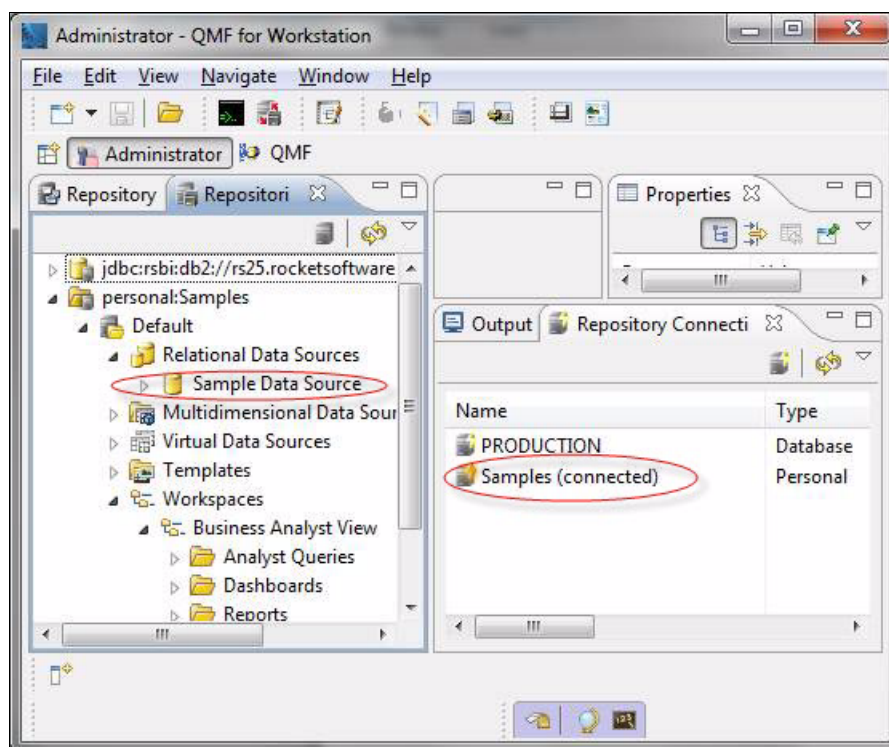 Administrator - QMF for Workstation
File Edit View Navigate Window Help
Administrator QMF
Repository Repositori
Properties
jdbc:rsbi:db2://rs25.rocketsoftware
personal:Samples
Default
Relational Data Sources
Sample Data Source
Multidimensional Data Sour
Virtual Data Sources
Templates
Workspaces
Business Analyst View
Analyst Queries
Dashboards
Reports
Output Repository Connecti
Name Type
PRODUCTION Database
Samples (connected) Personal